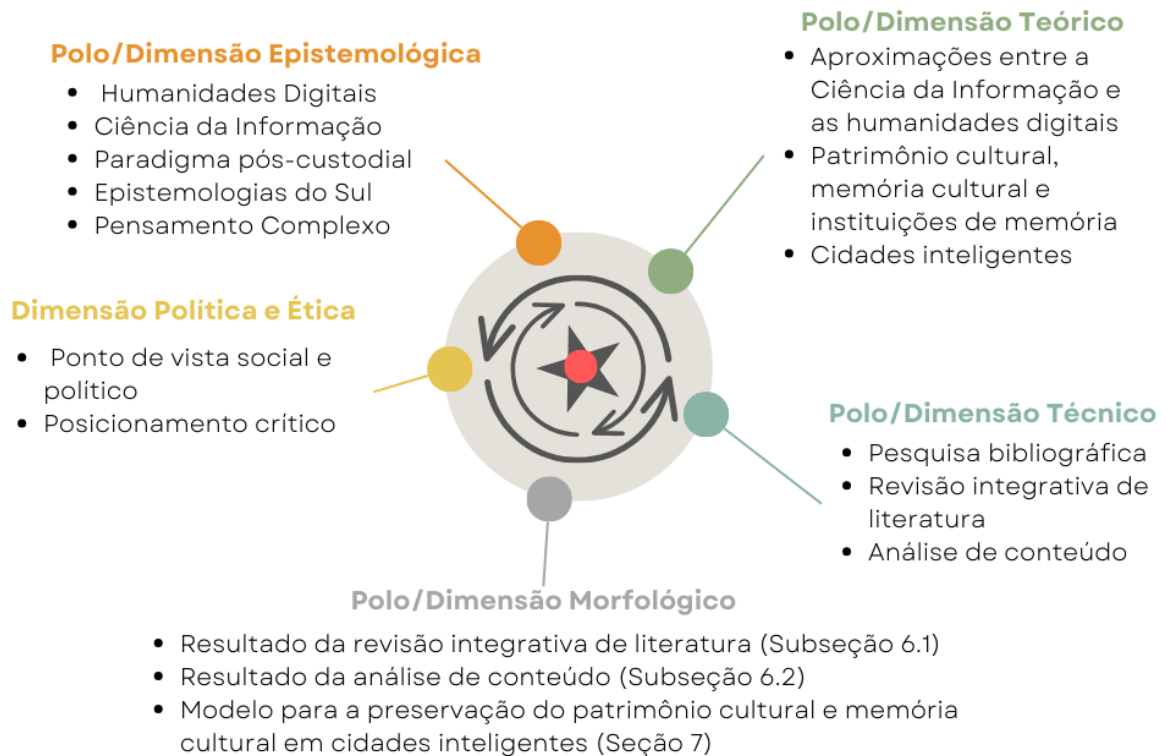 Polo/Dimensão Epistemológica
• Humanidades Digitais
• Ciência da Informação
• Paradigma pós-custodial
• Epistemologias do Sul
• Pensamento Complexo
Polo/Dimensão Teórico
• Aproximações entre a
Ciência da Informação e
as humanidades digitais
• Patrimônio cultural,
memória cultural e
instituições de memória
• Cidades inteligentes
Dimensão Política e Ética
• Ponto de vista social e
político
• Posicionamento crítico
Polo/Dimensão Técnico
• Pesquisa bibliográfica
• Revisão integrativa de
literatura
• Análise de conteúdo
Polo/Dimensão Morfológico
• Resultado da revisão integrativa de literatura (Subseção 6.1)
• Resultado da análise de conteúdo (Subseção 6.2)
• Modelo para a preservação do patrimônio cultural e memória
cultural em cidades inteligentes (Seção 7)